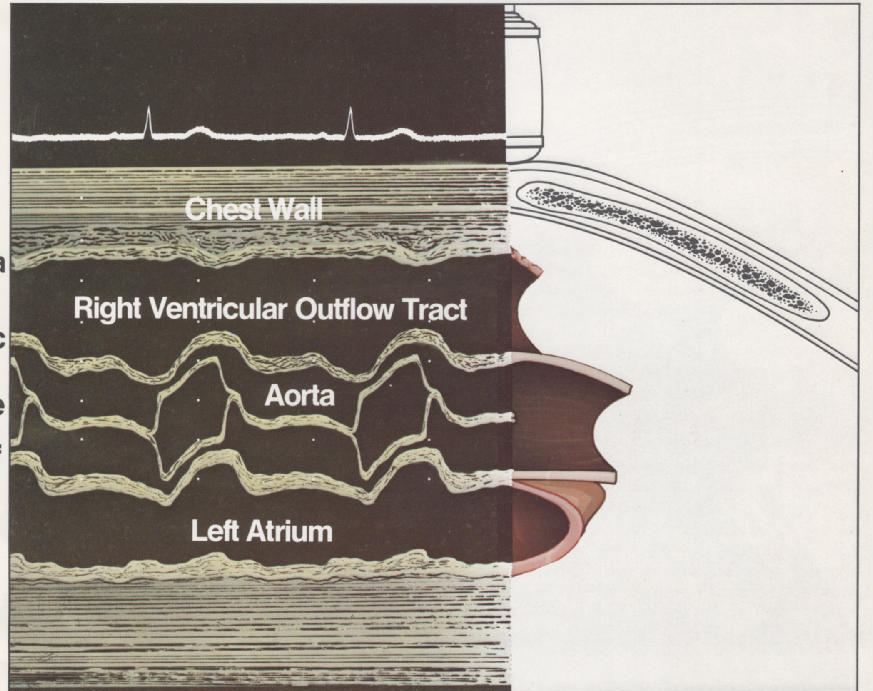 Chest Wall
a
Right Ventricular Outflow Tract
c
Aorta
e
Left Atrium